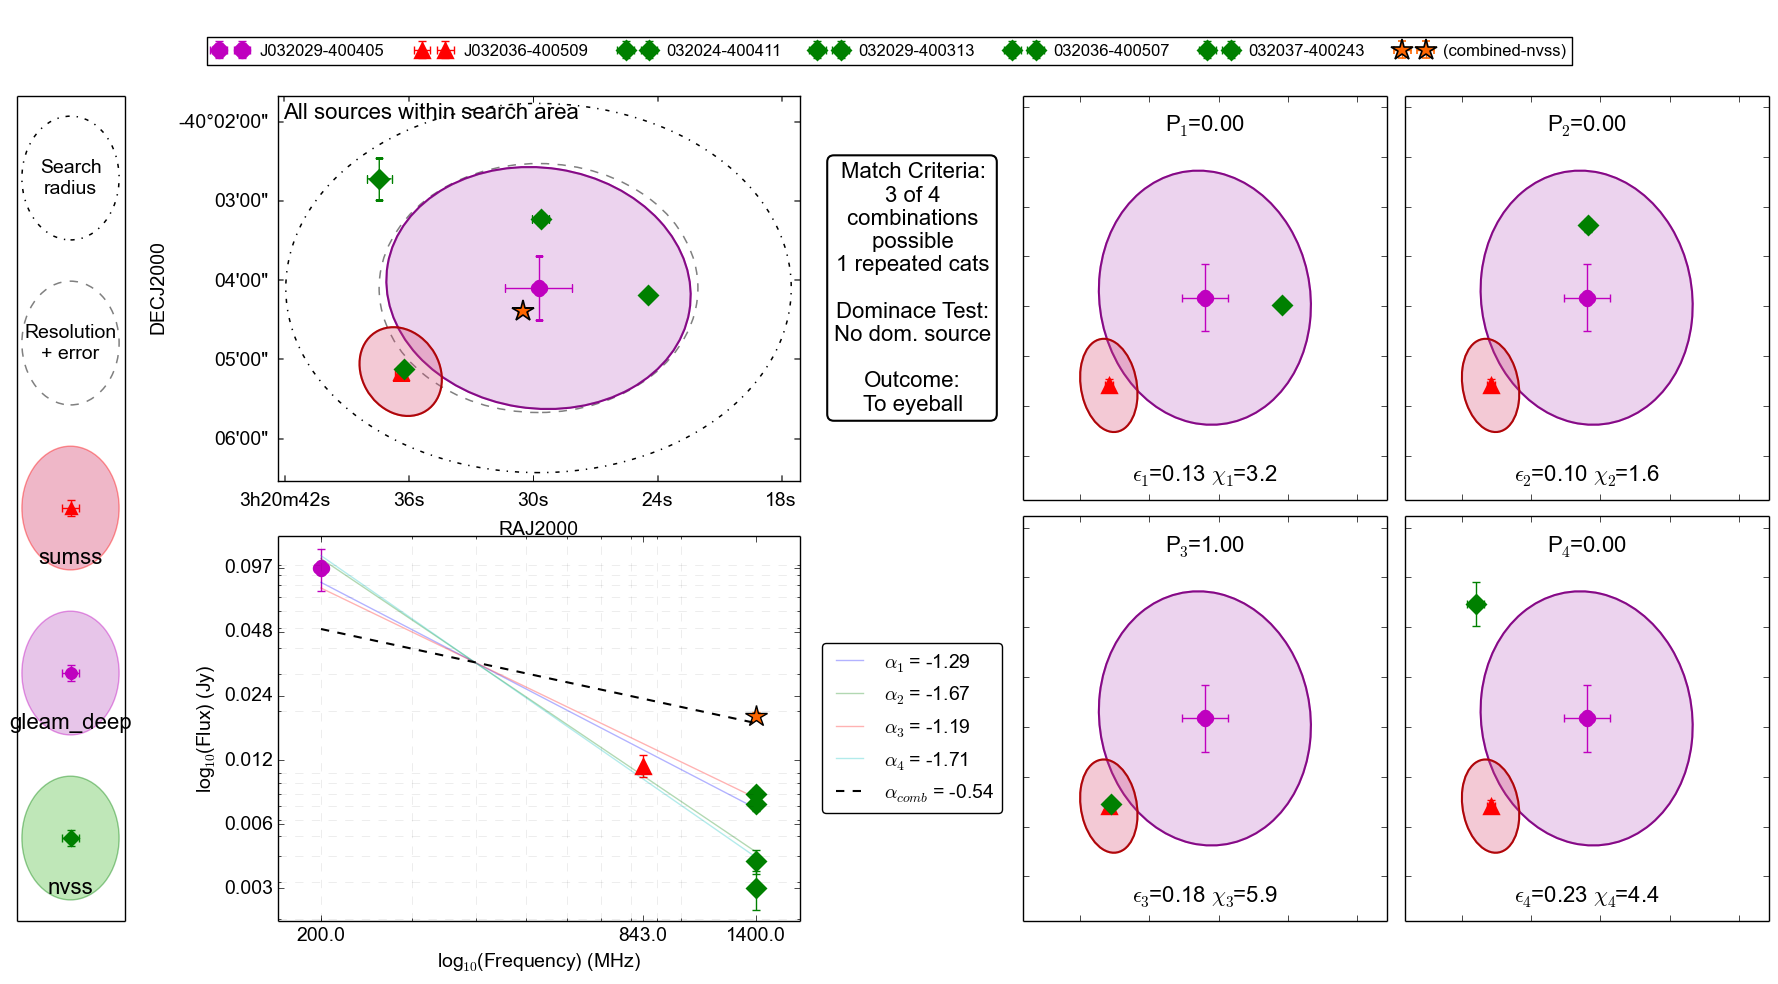 J032029-400405 J032036-400509 032024-400411 032029-400313 032036-400507 032037-400243 (combined-nvss)
Search
radius
Resolution
+ error
sumss
gleam_deep
nvss
All sources within search area
-40°02'00"
03'00"
04'00"
05'00"
06'00"
DECJ2000
3h20m42s 36s 30s 24s 18s
RAJ2000
Match Criteria:
3 of 4
combinations
possible
1 repeated cats
Dominace Test:
No dom. source
Outcome:
To eyeball
P1=0.00
ϵ1=0.13 χ1=3.2
P2=0.00
ϵ2=0.10 χ2=1.6
0.097
0.048
0.024
0.012
0.006
0.003
log10(Flux) (Jy)
200.0 843.0 1400.0
log10(Frequency) (MHz)
α1 = -1.29
α2 = -1.67
α3 = -1.19
α4 = -1.71
αcomb = -0.54
P3=1.00
ϵ3=0.18 χ3=5.9
P4=0.00
ϵ4=0.23 χ4=4.4